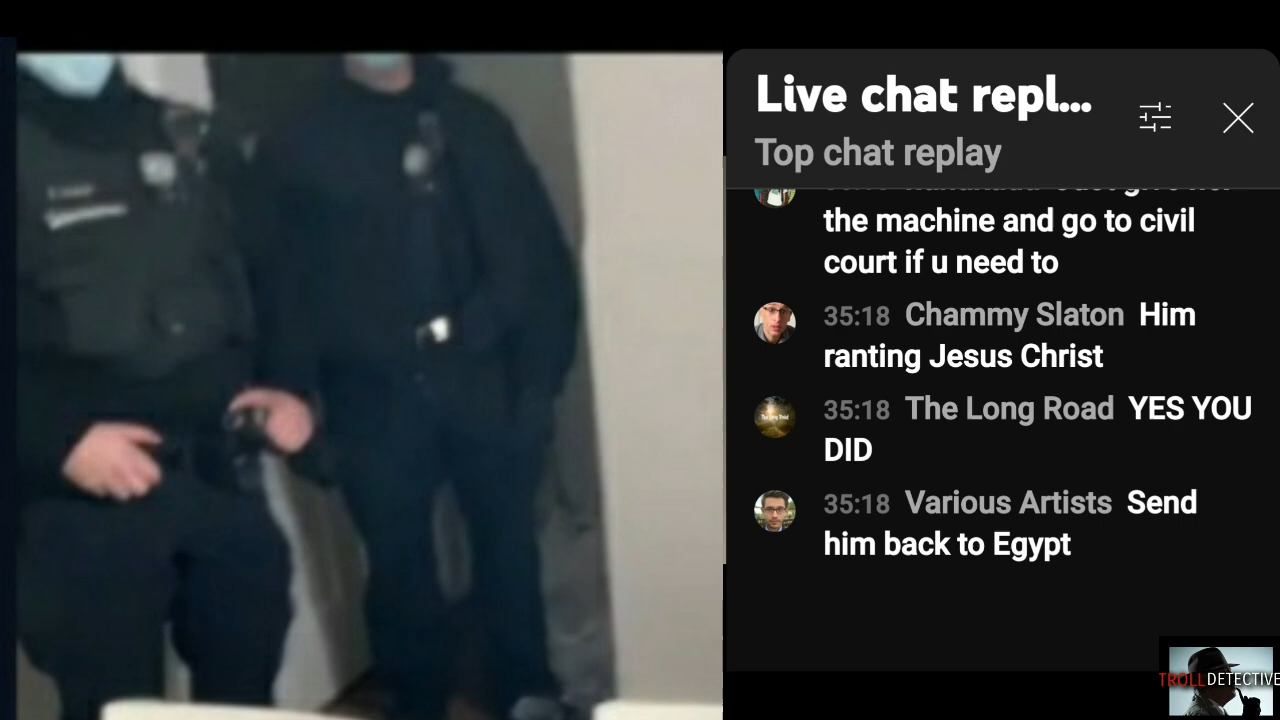 Live chat repl...
Top chat replay
the machine and go to civil
court if u need to
35:18 Chammy Slaton Him
ranting Jesus Christ
35:18 The Long Road YES YOU
DID
35:18 Various Artists Send
him back to Egypt
TROLLDETECTIVE